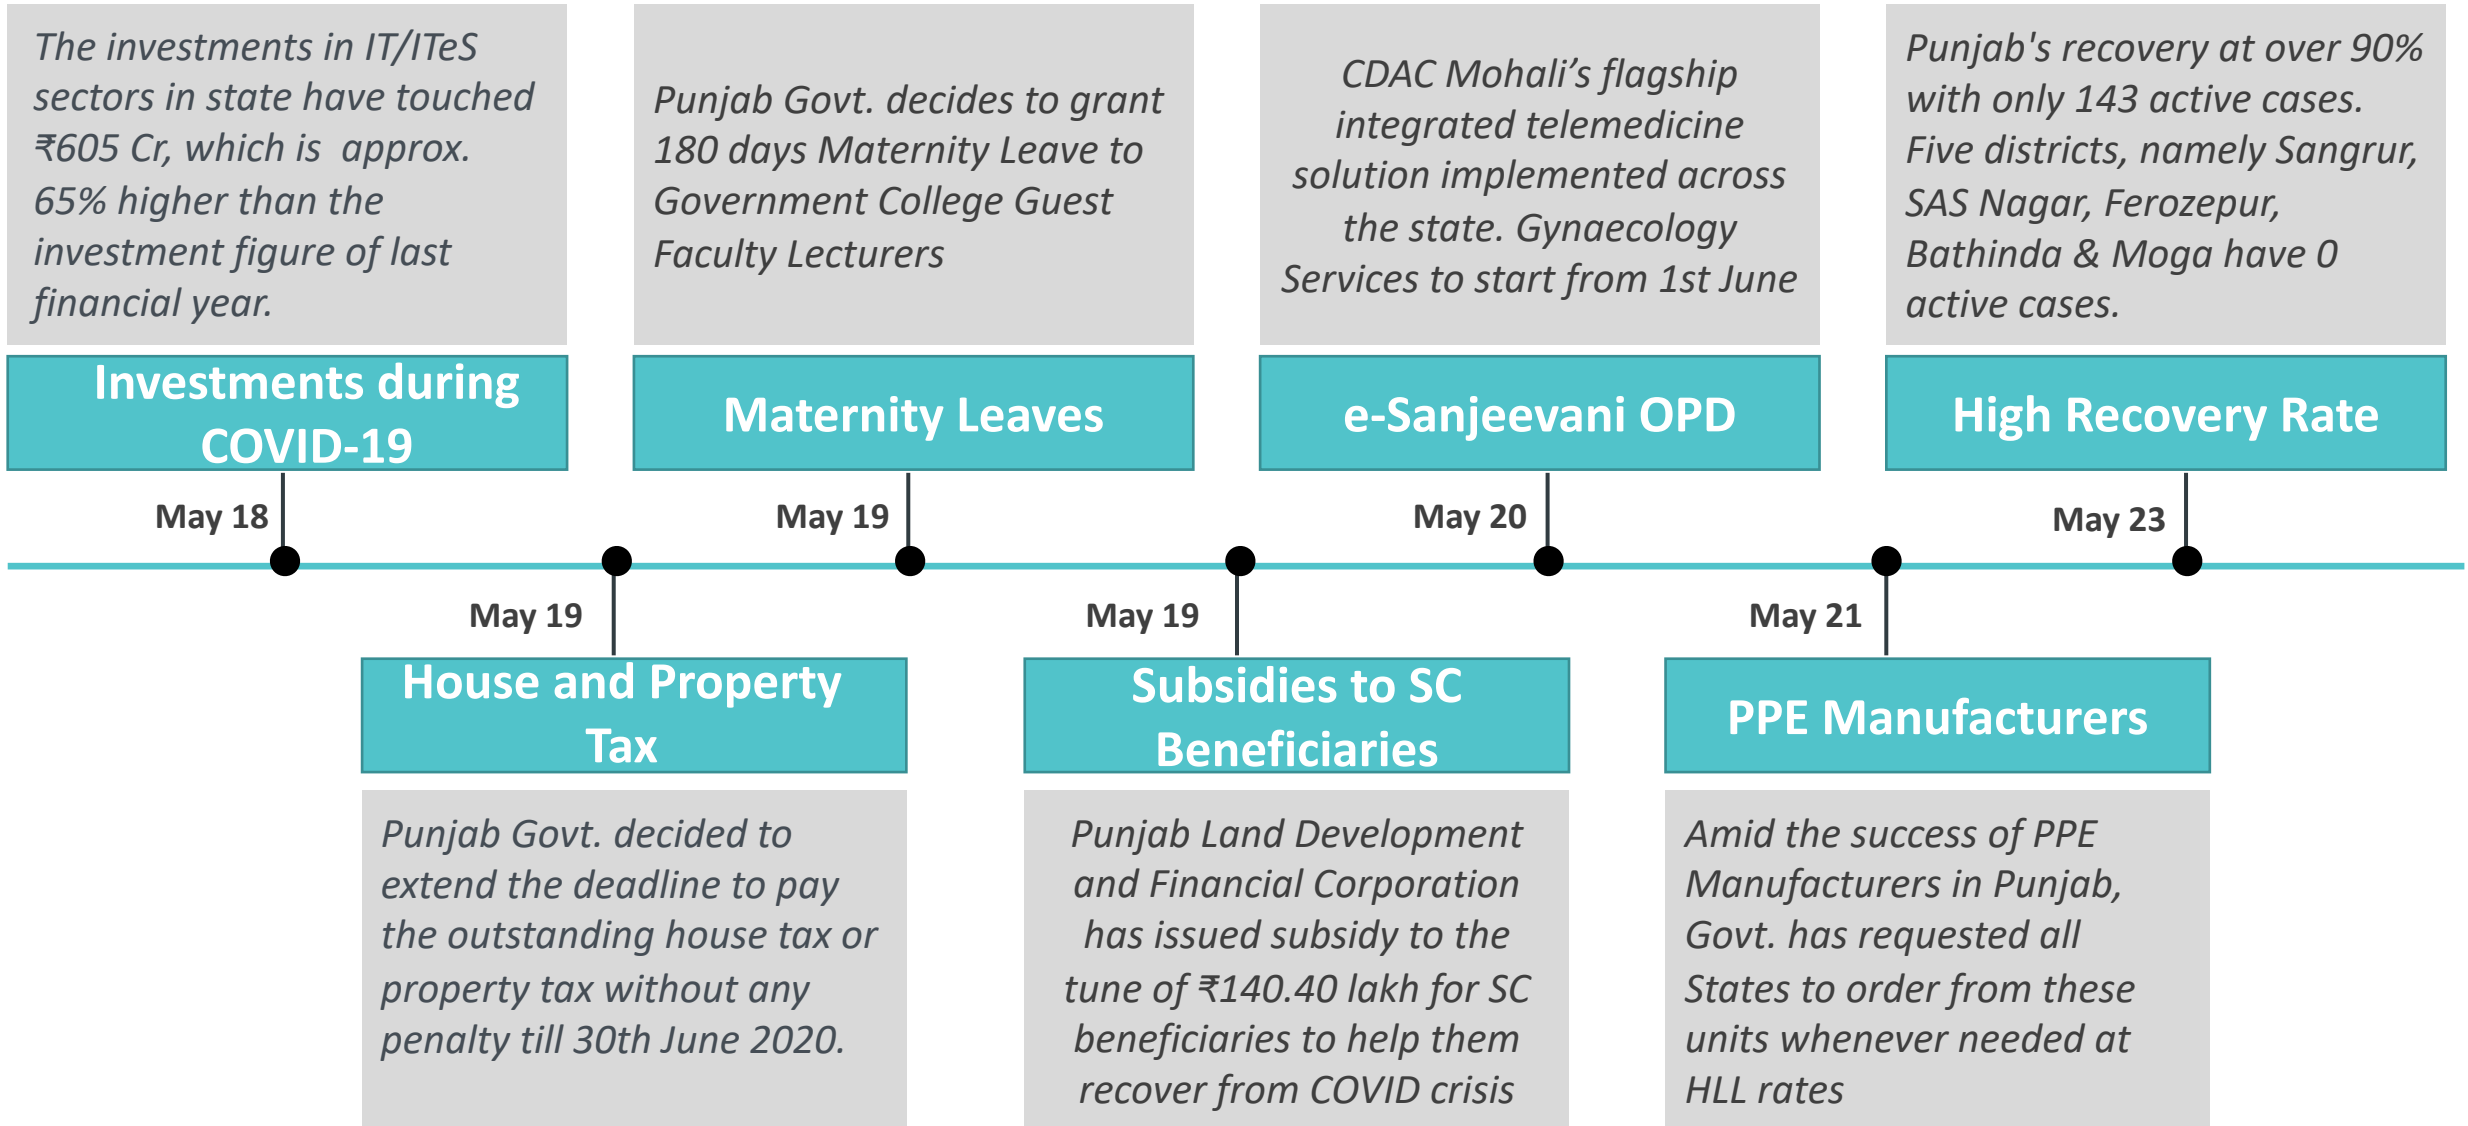 The investments in IT/ITeS
sectors in state have touched
₹605 Cr, which is  approx.
65% higher than the
investment figure of last
financial year.
Investments during
COVID-19
May 18
Punjab Govt. decides to grant
180 days Maternity Leave to
Government College Guest
Faculty Lecturers
Maternity Leaves
May 19
CDAC Mohali’s flagship
integrated telemedicine
solution implemented across
the state. Gynaecology
Services to start from 1st June
e-Sanjeevani OPD
May 20
Punjab's recovery at over 90%
with only 143 active cases.
Five districts, namely Sangrur,
SAS Nagar, Ferozepur,
Bathinda & Moga have 0
active cases.
High Recovery Rate
May 23
May 19
House and Property
Tax
Punjab Govt. decided to
extend the deadline to pay
the outstanding house tax or
property tax without any
penalty till 30th June 2020.
May 19
Subsidies to SC
Beneficiaries
Punjab Land Development
and Financial Corporation
has issued subsidy to the
tune of ₹140.40 lakh for SC
beneficiaries to help them
recover from COVID crisis
May 21
PPE Manufacturers
Amid the success of PPE
Manufacturers in Punjab,
Govt. has requested all
States to order from these
units whenever needed at
HLL rates